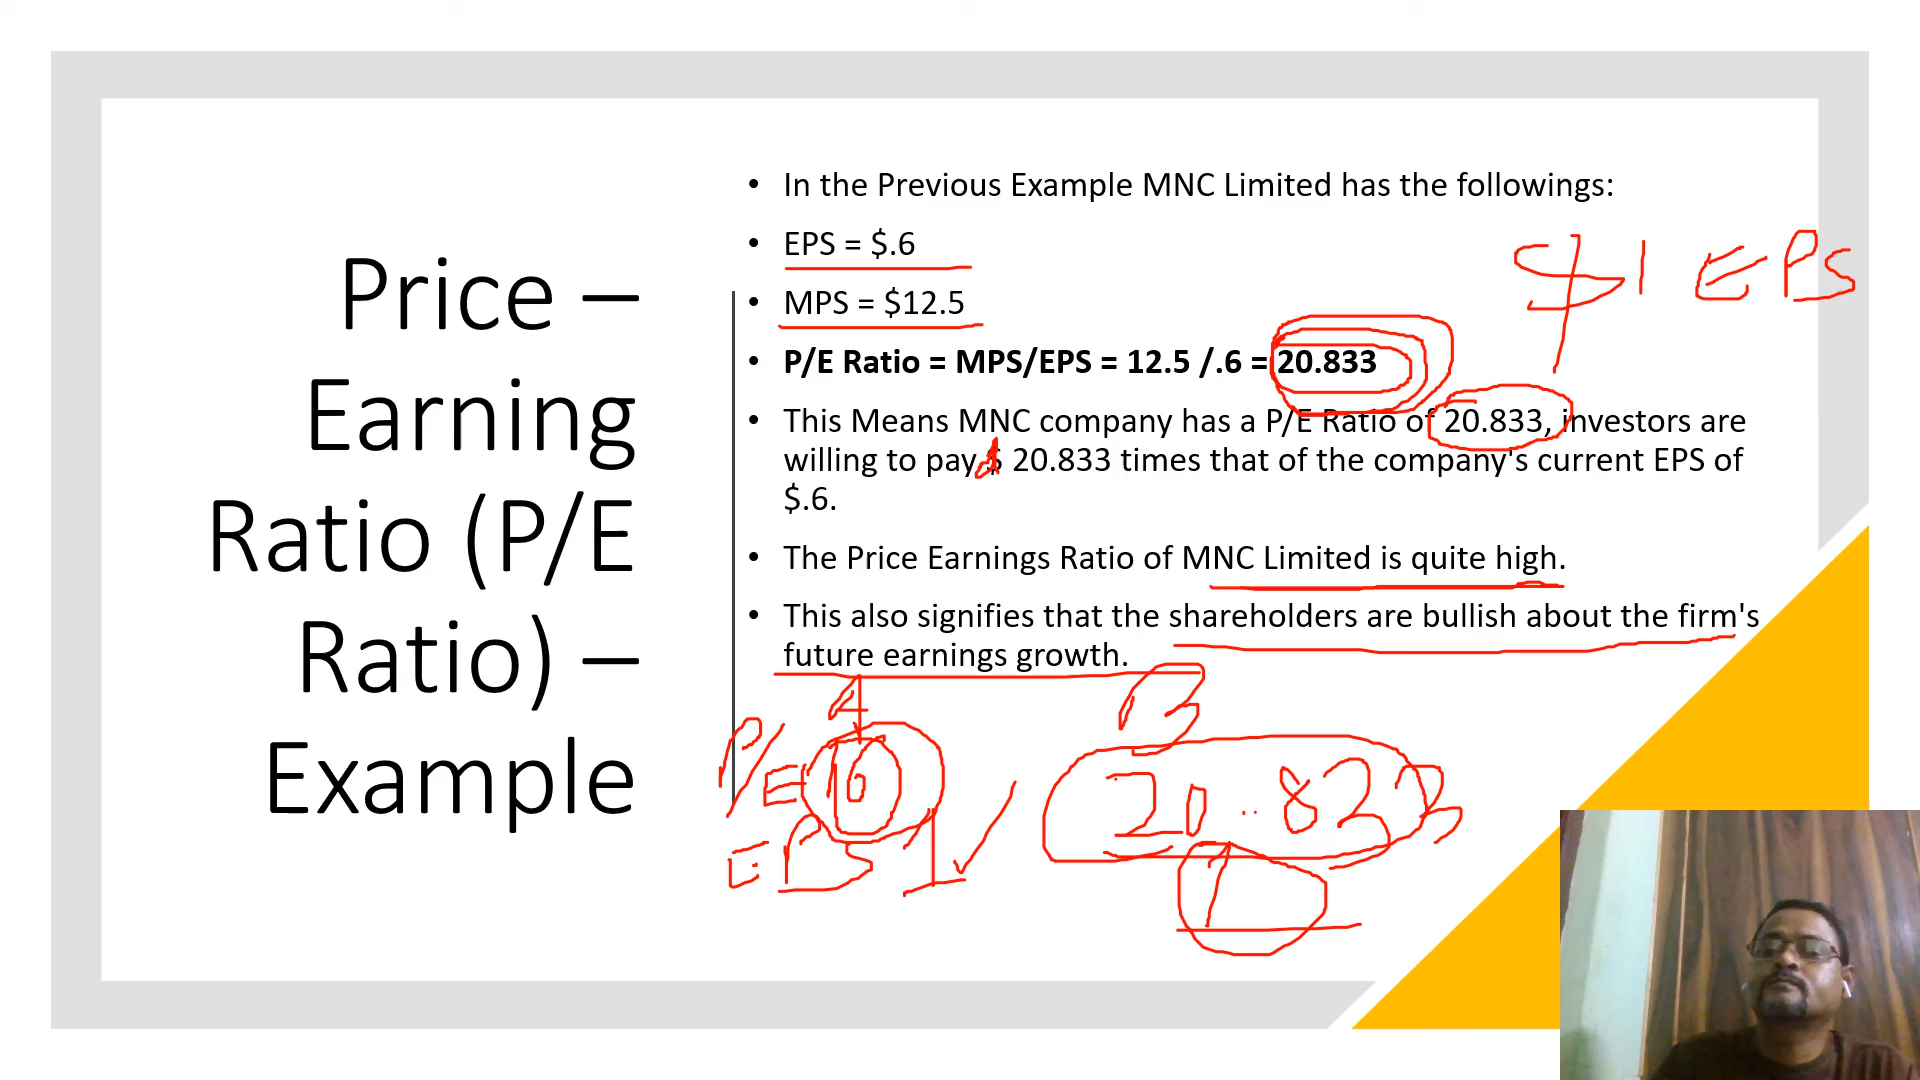 Price –
Earning
Ratio (P/E
Ratio) –
Example
• In the Previous Example MNC Limited has the followings:
• EPS = $.6
• MPS = $12.5
• P/E Ratio = MPS/EPS = 12.5 /.6 = 20.833
• This Means MNC company has a P/E Ratio of 20.833, investors are
willing to pay $ 20.833 times that of the company's current EPS of
$.6.
• The Price Earnings Ratio of MNC Limited is quite high.
• This also signifies that the shareholders are bullish about the firm's
future earnings growth.
$1 EPS
P/E
EPS 1
20.833
1